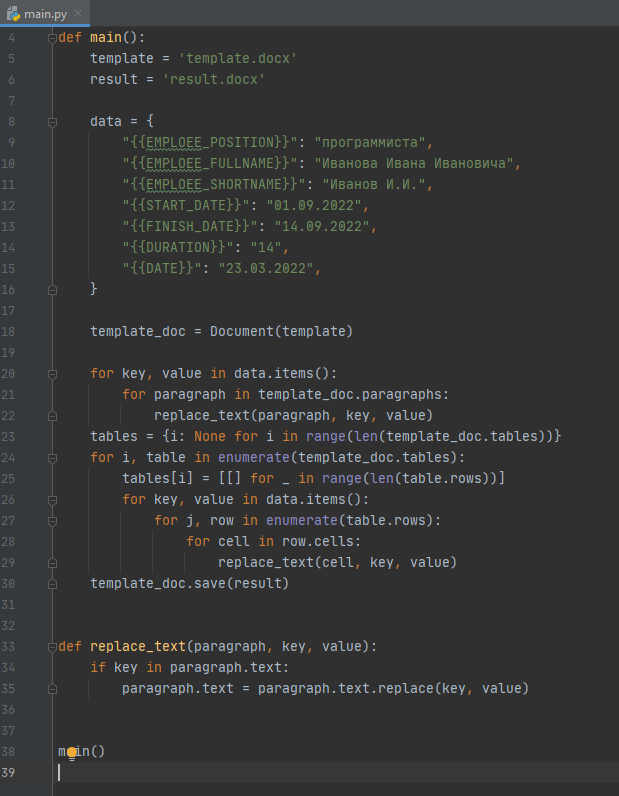 main.py
4 def main():
5 template = 'template.docx'
6 result = 'result.docx'
7
8 data = {
9 "{{EMPLOEE_POSITION}}": "программиста",
10 "{{EMPLOEE_FULLNAME}}": "Иванова Ивана Ивановича",
11 "{{EMPLOEE_SHORTNAME}}": "Иванов И.И.",
12 "{{START_DATE}}": "01.09.2022",
13 "{{FINISH_DATE}}": "14.09.2022",
14 "{{DURATION}}": "14",
15 "{{DATE}}": "23.03.2022",
16 }
17
18 template_doc = Document(template)
19
20 for key, value in data.items():
21 for paragraph in template_doc.paragraphs:
22 replace_text(paragraph, key, value)
23 tables = {i: None for i in range(len(template_doc.tables))}
24 for i, table in enumerate(template_doc.tables):
25 tables[i] = [[] for _ in range(len(table.rows))]
26 for key, value in data.items():
27 for j, row in enumerate(table.rows):
28 for cell in row.cells:
29 replace_text(cell, key, value)
30 template_doc.save(result)
31
32
33 def replace_text(paragraph, key, value):
34 if key in paragraph.text:
35 paragraph.text = paragraph.text.replace(key, value)
36
37
38 main()
39